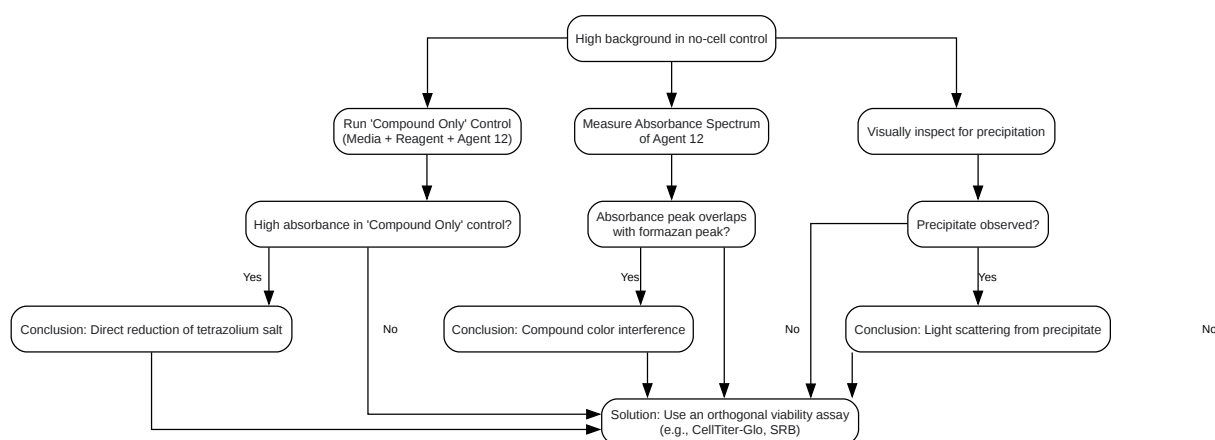 High background in no-cell control
Run 'Compound Only' Control
(Media + Reagent + Agent 12)
Measure Absorbance Spectrum
of Agent 12
Visually inspect for precipitation
High absorbance in 'Compound Only' control?
Absorbance peak overlaps
with formazan peak?
Precipitate observed?
Yes
Yes
Yes
Conclusion: Direct reduction of tetrazolium salt
No
Conclusion: Compound color interference
No
Conclusion: Light scattering from precipitate
No
Solution: Use an orthogonal viability assay
(e.g., CellTiter-Glo, SRB)